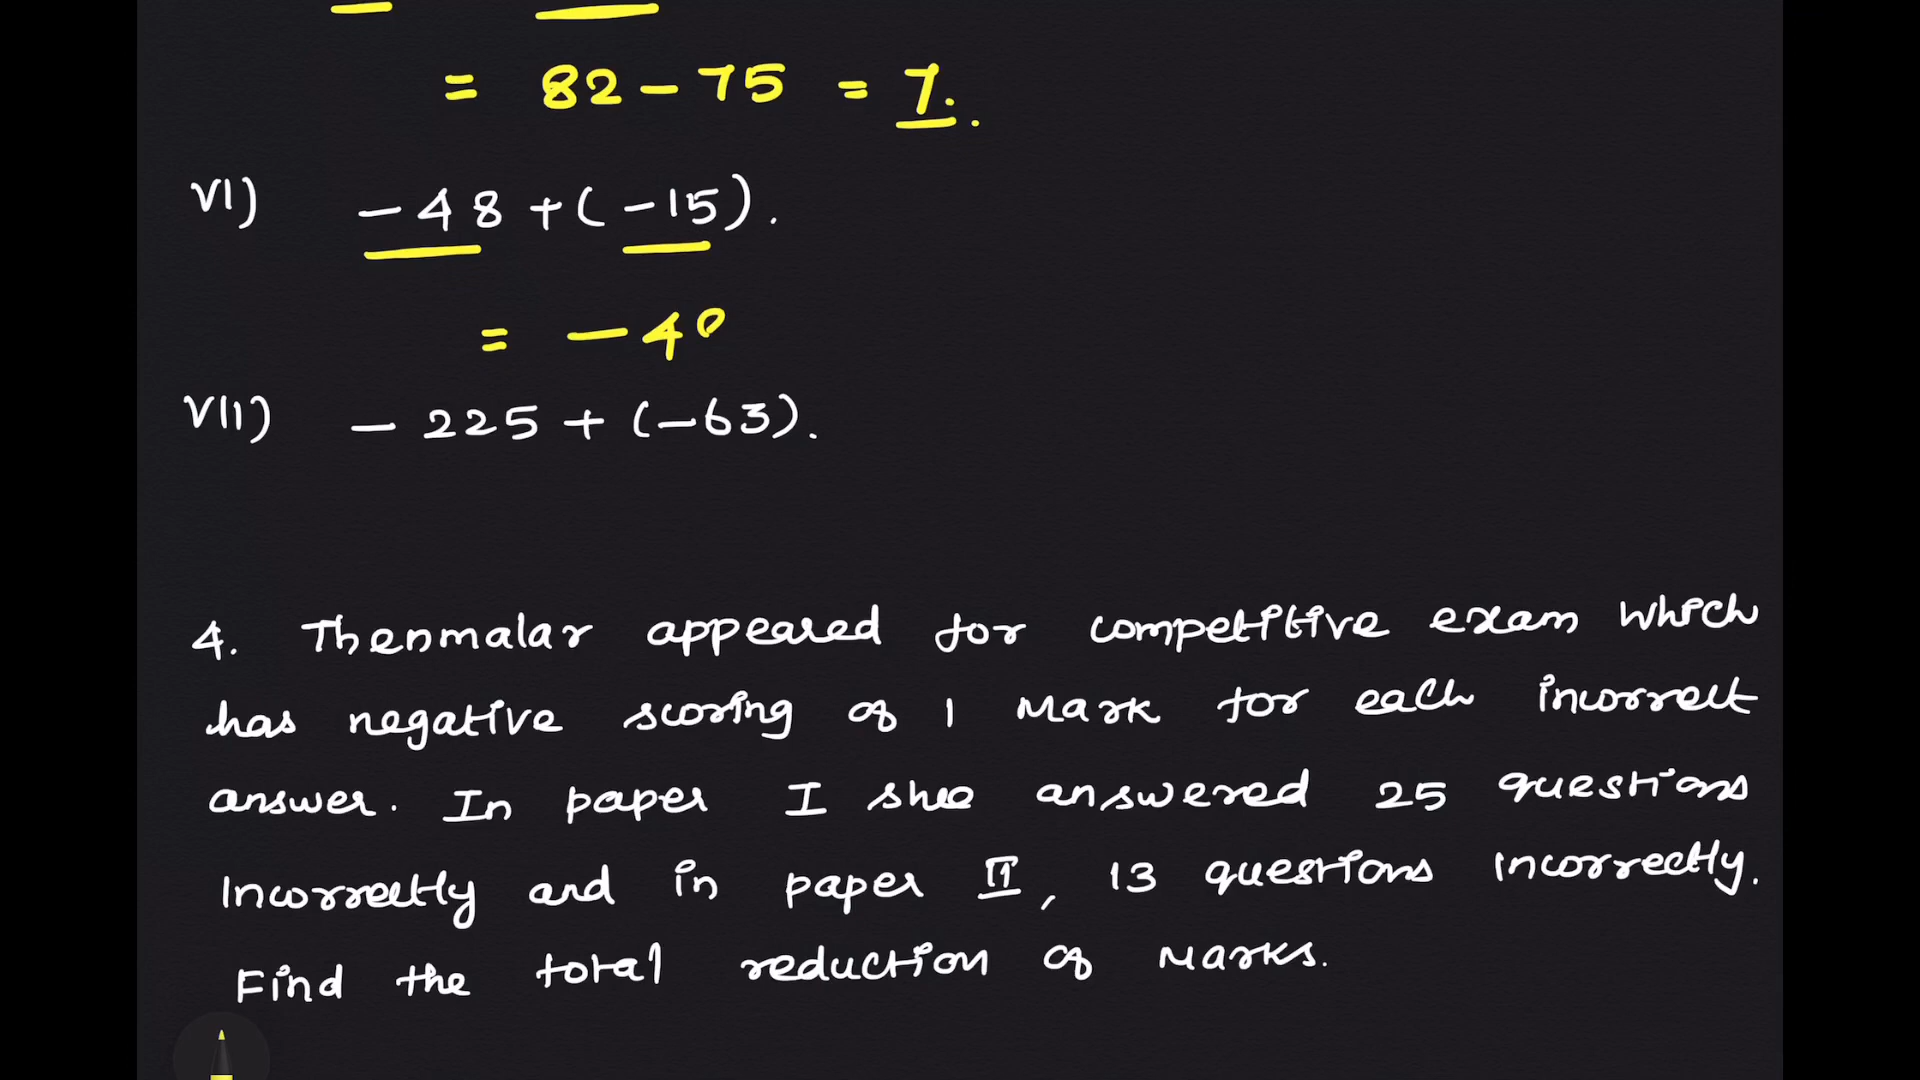 = 82 - 75 = 7.
VI) -48 + (-15).
= -40
VII) - 225 + (-63).
4. Thenmalar appeared for competitive exam which
has negative scoring of 1 Mark for each incorrect
answer. In paper I she answered 25 questions
Incorrectly and in paper II, 13 questions incorrectly.
Find the total reduction of Marks.